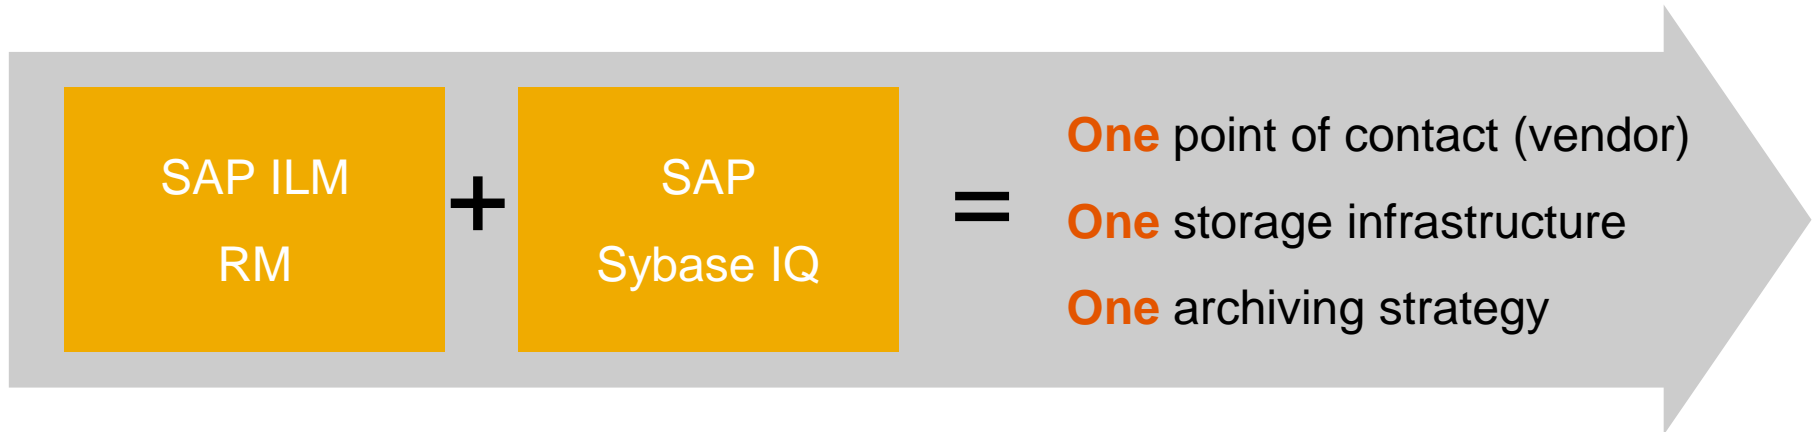 SAP ILM
RM
+
SAP
Sybase IQ
=
One point of contact (vendor)
One storage infrastructure
One archiving strategy